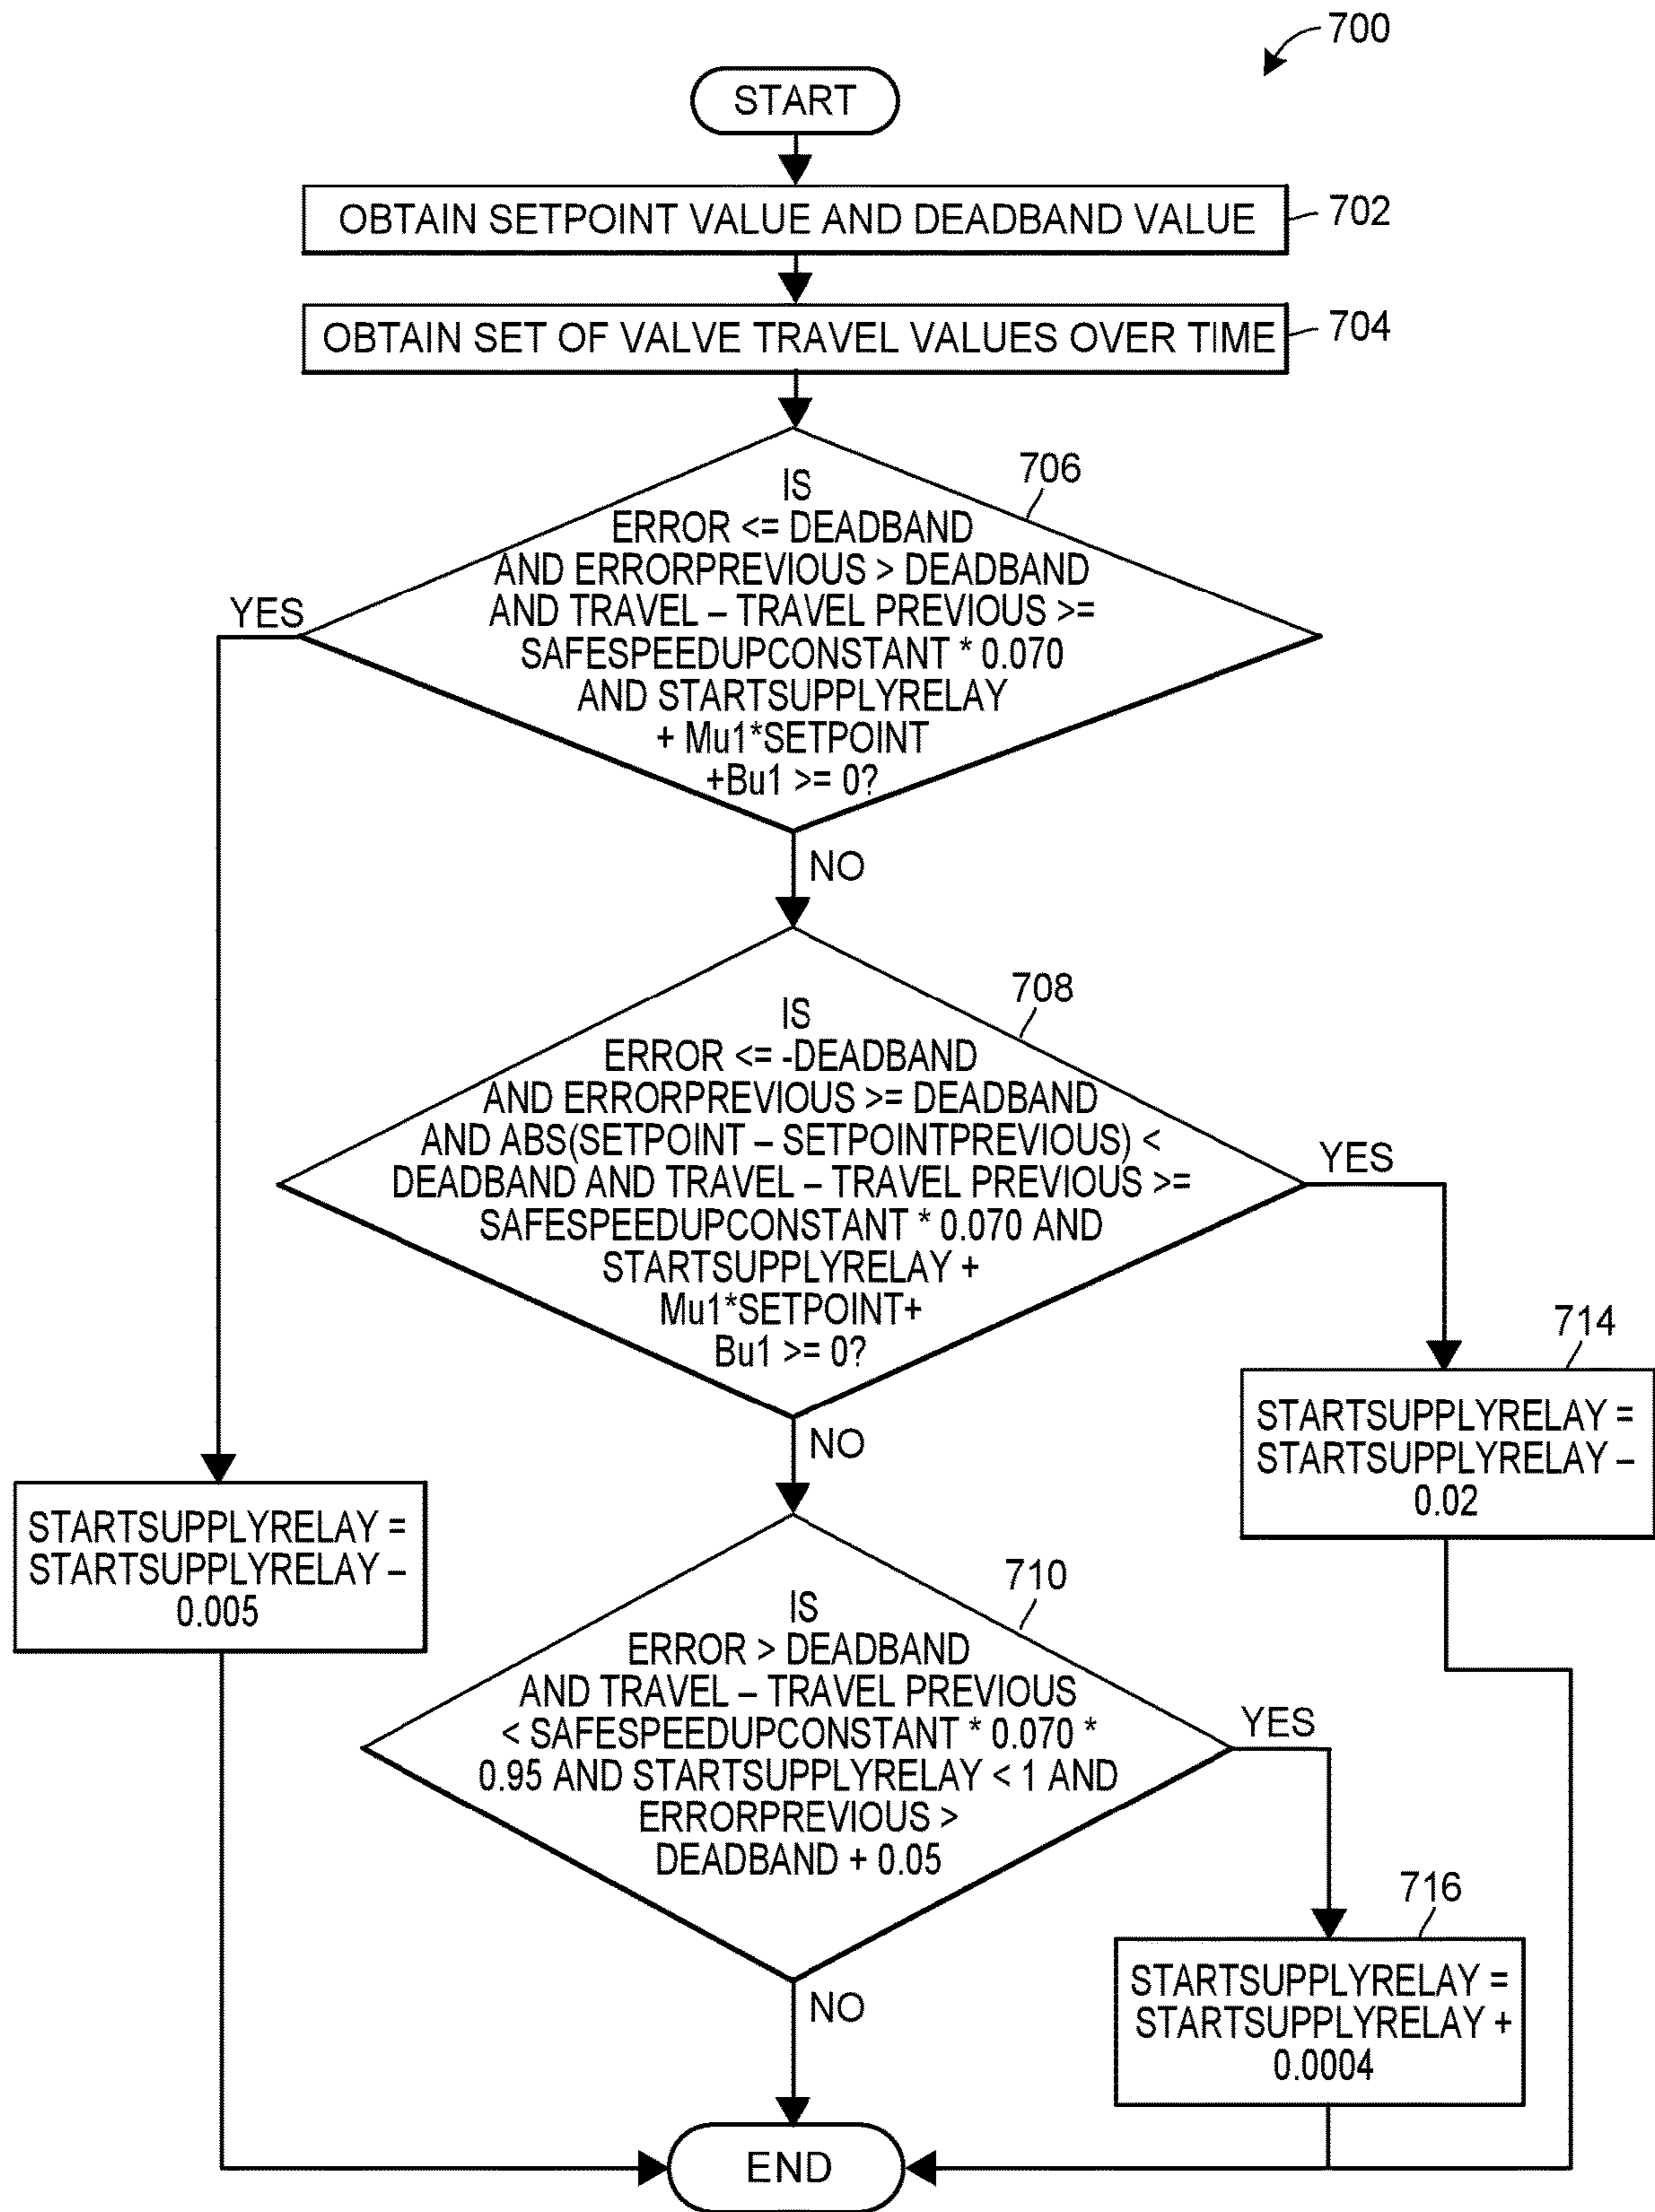 700
START
OBTAIN SETPOINT VALUE AND DEADBAND VALUE
702
OBTAIN SET OF VALVE TRAVEL VALUES OVER TIME
704
706
IS
ERROR <= DEADBAND
AND ERRORPREVIOUS > DEADBAND
AND TRAVEL – TRAVEL PREVIOUS >=
SAFESPEEDUPCONSTANT * 0.070
AND STARTSUPPLYRELAY
+ Mu1*SETPOINT
+Bu1 >= 0?
YES
NO
708
IS
ERROR <= -DEADBAND
AND ERRORPREVIOUS >= DEADBAND
AND ABS(SETPOINT – SETPOINTPREVIOUS) <
DEADBAND AND TRAVEL – TRAVEL PREVIOUS >=
SAFESPEEDUPCONSTANT * 0.070 AND
STARTSUPPLYRELAY +
Mu1*SETPOINT+
Bu1 >= 0?
YES
NO
714
STARTSUPPLYRELAY =
STARTSUPPLYRELAY –
0.02
STARTSUPPLYRELAY =
STARTSUPPLYRELAY –
0.005
710
IS
ERROR > DEADBAND
AND TRAVEL – TRAVEL PREVIOUS
< SAFESPEEDUPCONSTANT * 0.070 *
0.95 AND STARTSUPPLYRELAY < 1 AND
ERRORPREVIOUS >
DEADBAND + 0.05
YES
NO
716
STARTSUPPLYRELAY =
STARTSUPPLYRELAY +
0.0004
END